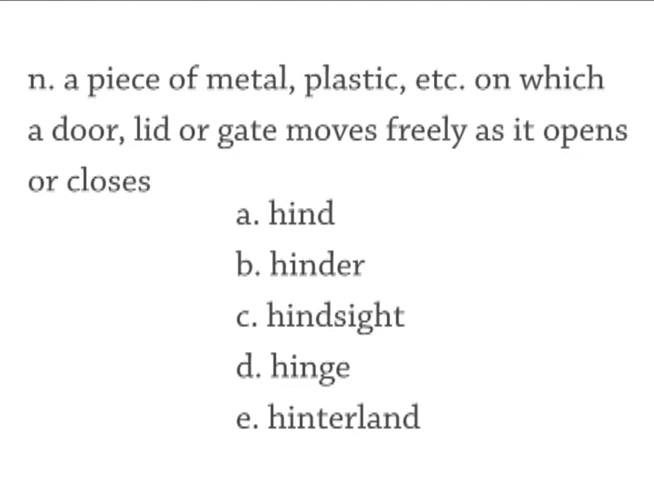 n. a piece of metal, plastic, etc. on which
a door, lid or gate moves freely as it opens
or closes
a. hind
b. hinder
c. hindsight
d. hinge
e. hinterland